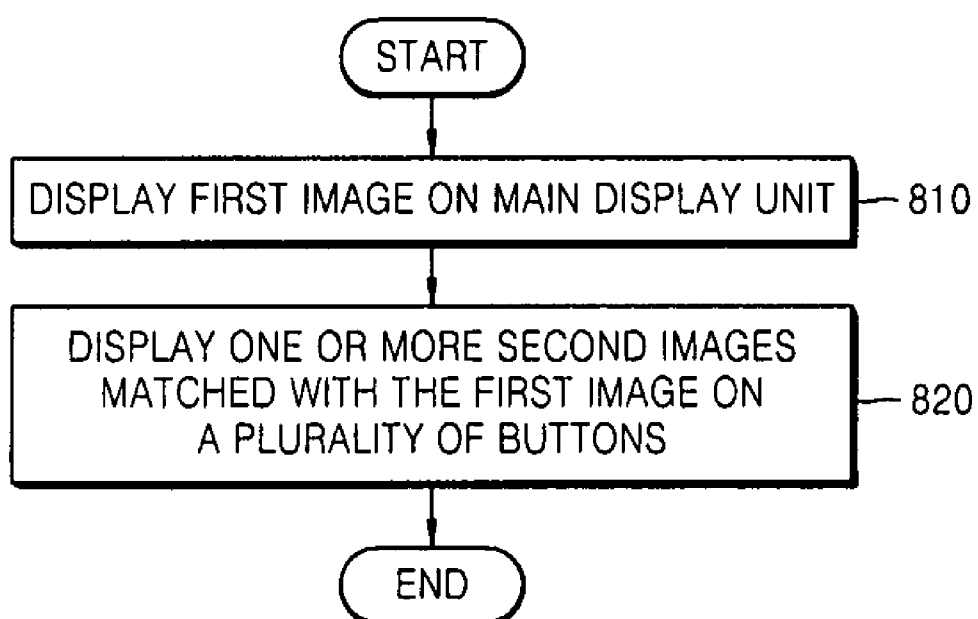 START
DISPLAY FIRST IMAGE ON MAIN DISPLAY UNIT
810
DISPLAY ONE OR MORE SECOND IMAGES
MATCHED WITH THE FIRST IMAGE ON
A PLURALITY OF BUTTONS
820
END